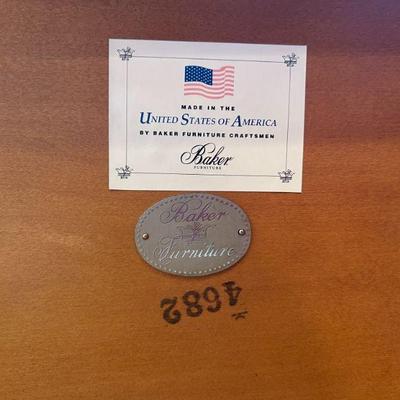 MADE IN THE
UNITED STATES OF AMERICA
BY BAKER FURNITURE CRAFTSMEN
Baker
FURNITURE
Baker
Furniture
4682